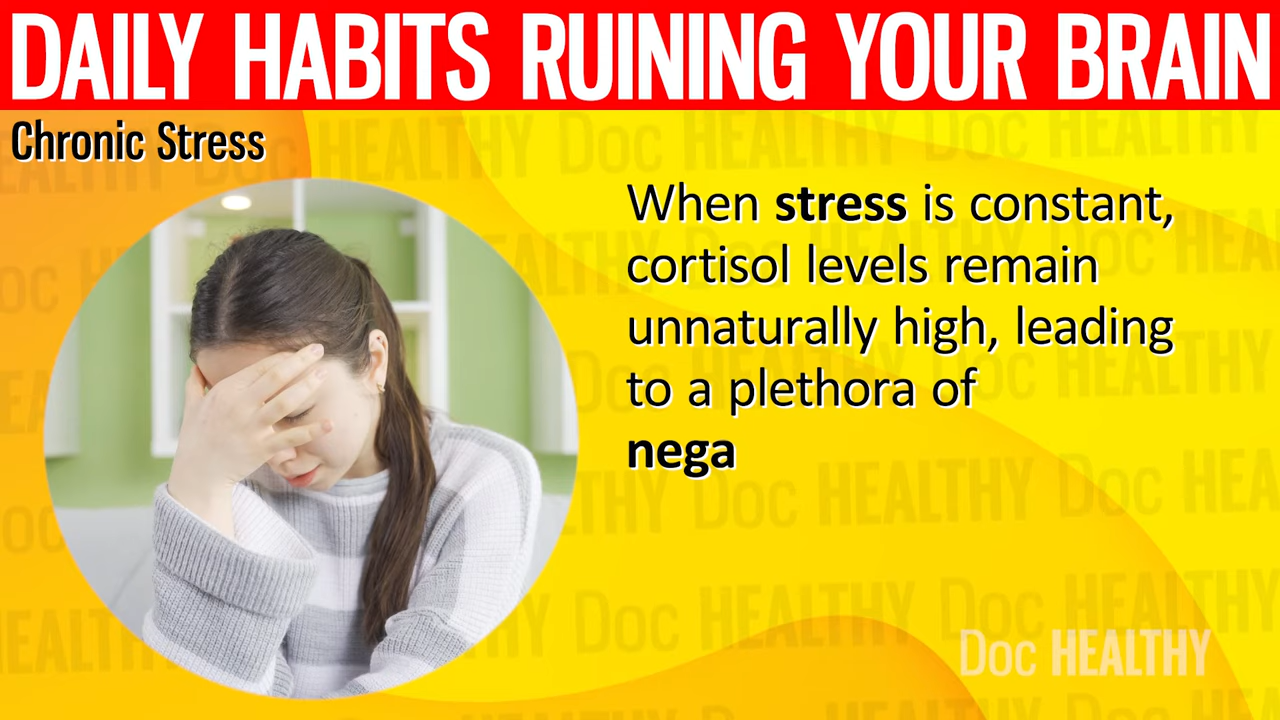 DAILY HABITS RUINING YOUR BRAIN
Chronic Stress
When stress is constant,
cortisol levels remain
unnaturally high, leading
to a plethora of
nega
Doc HEALTHY